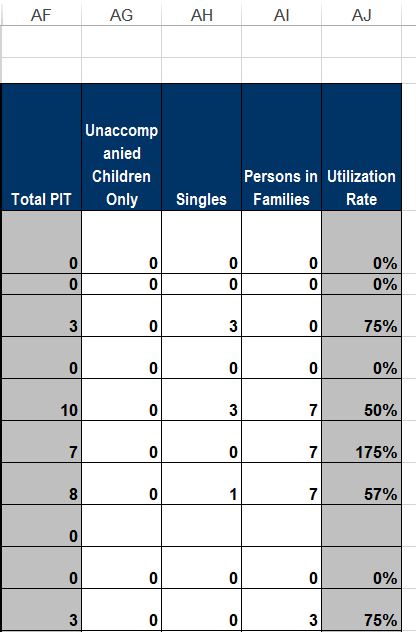 AF AG AH AI AJ
Total PIT Unaccomp
anied
Children
Only Singles Persons in
Families Utilization
Rate
0 0 0 0 0%
0 0 0 0 0%
3 0 3 0 75%
0 0 0 0 0%
10 0 3 7 50%
7 0 0 7 175%
8 0 1 7 57%
0
0 0 0 0 0%
3 0 0 3 75%